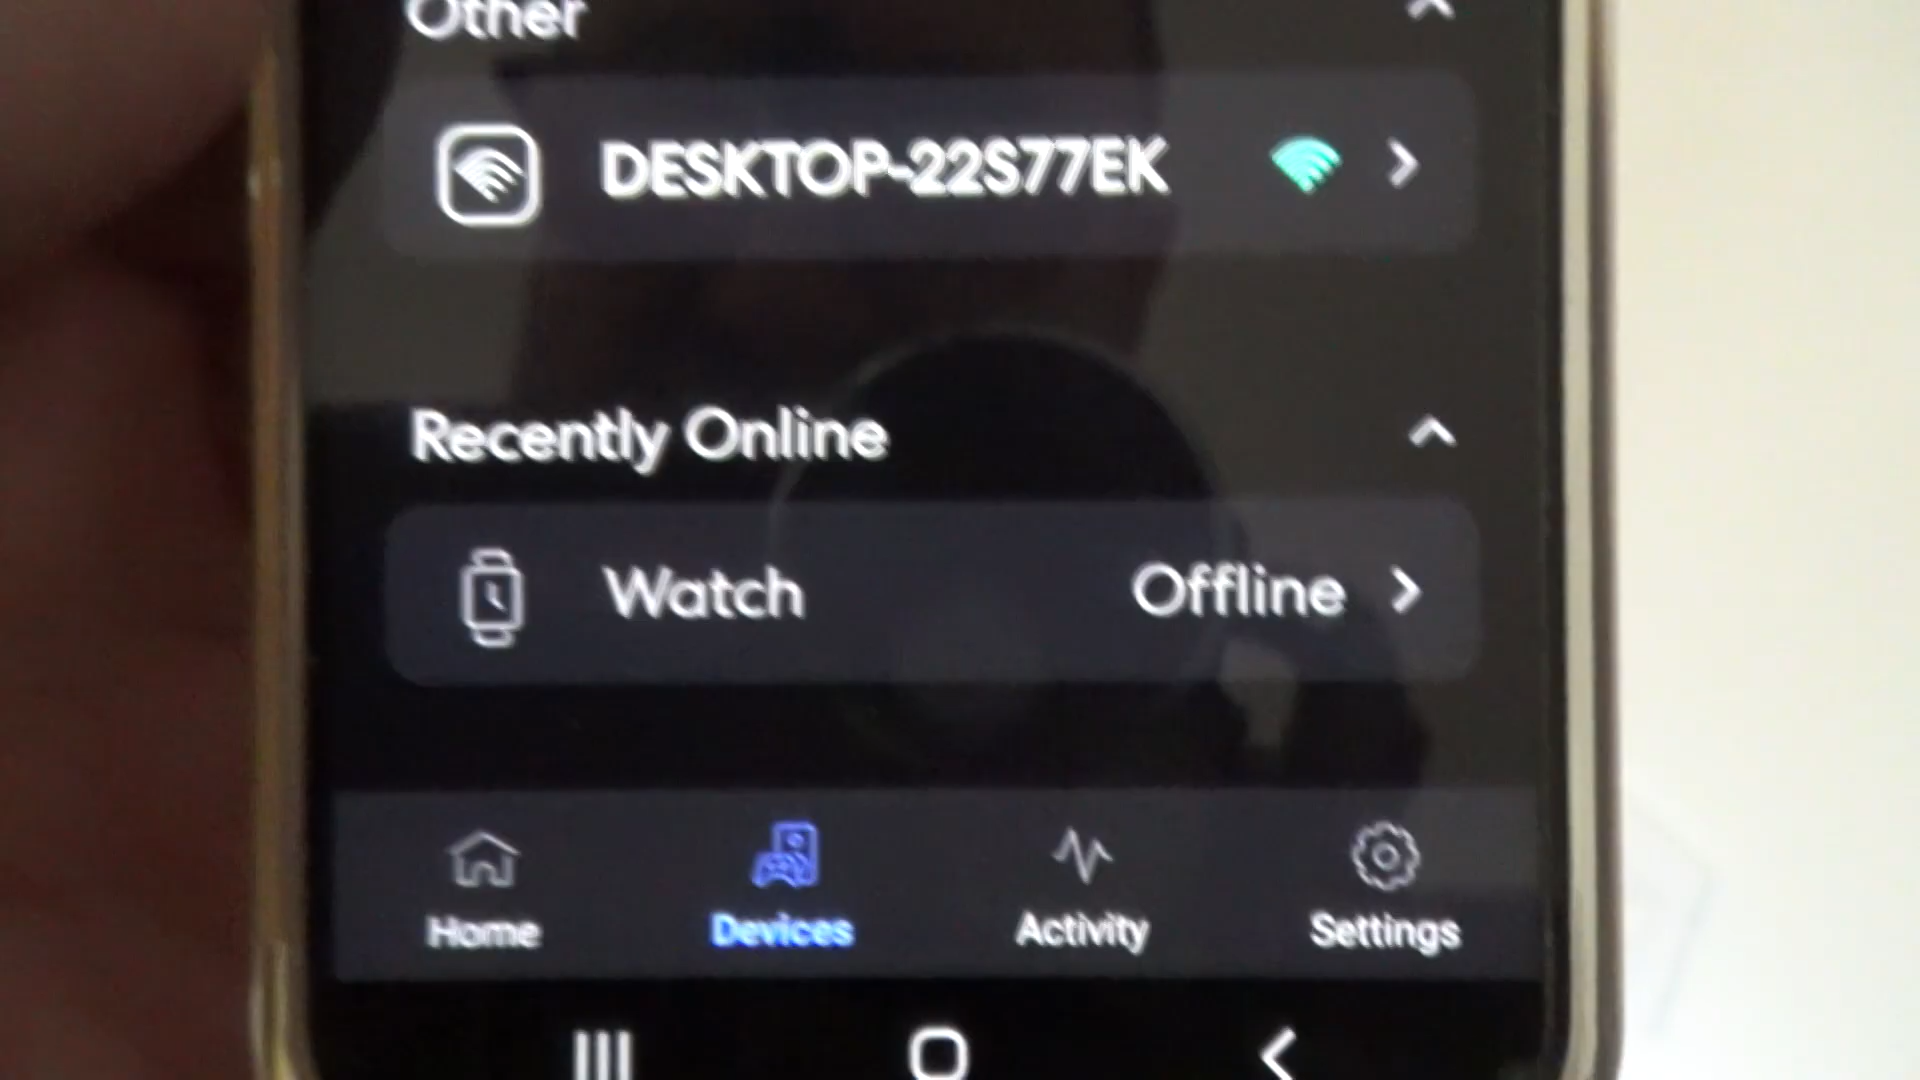 Other
DESKTOP-22S77EK
Recently Online
Watch Offline
Home Devices Activity Settings